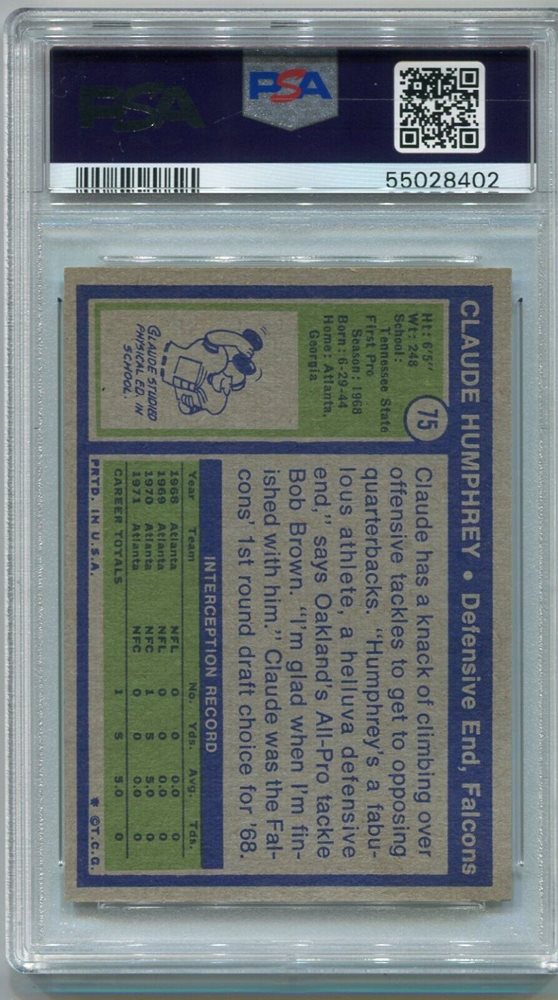 PSA
PSA
55028402
CLAUDE HUMPHREY • Defensive End, Falcons
75
Ht: 6'5"
Wt: 248
School:
Tennessee State
First Pro
Season: 1968
Born: 6-29-44
Home: Atlanta,
Georgia
CLAUDE STUDIED
PHYSICAL ED. IN
SCHOOL.
Claude has a knack of climbing over
offensive tackles to get to opposing
quarterbacks. "Humphrey's a fabu-
lous athlete, a helluva defensive
end," says Oakland's All-Pro tackle
Bob Brown. "I'm glad when I'm fin-
ished with him." Claude was the Fal-
cons' 1st round draft choice for '68.
INTERCEPTION RECORD
Year Team No. Yds. Avg. Tds.
1968 Atlanta NFL 0 0 0.0 0
1969 Atlanta NFL 0 0 0.0 0
1970 Atlanta NFC 1 5 5.0 0
1971 Atlanta NFC 0 0 0.0 0
CAREER TOTALS 1 5 5.0 0
PRTD. IN U.S.A.
* ©T.C.G.